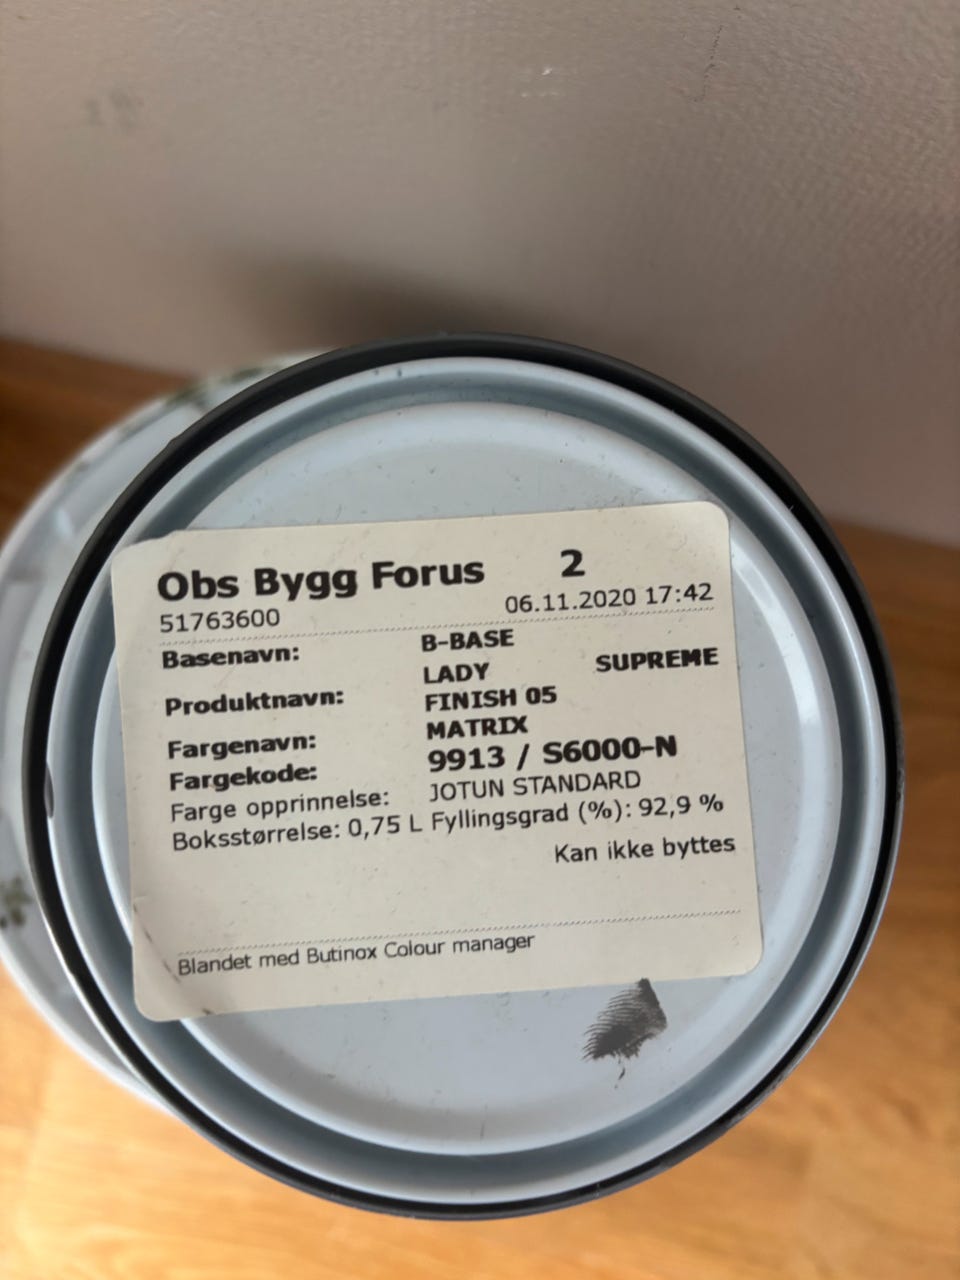 Obs Bygg Forus 2
51763600 06.11.2020 17:42
Basenavn: B-BASE
Produktnavn: LADY SUPREME
FINISH 05
Fargenavn: MATRIX
Fargekode: 9913 / S6000-N
Farge opprinnelse: JOTUN STANDARD
Boksstørrelse: 0,75 L Fyllingsgrad (%): 92,9 %
Kan ikke byttes
Blandet med Butinox Colour manager